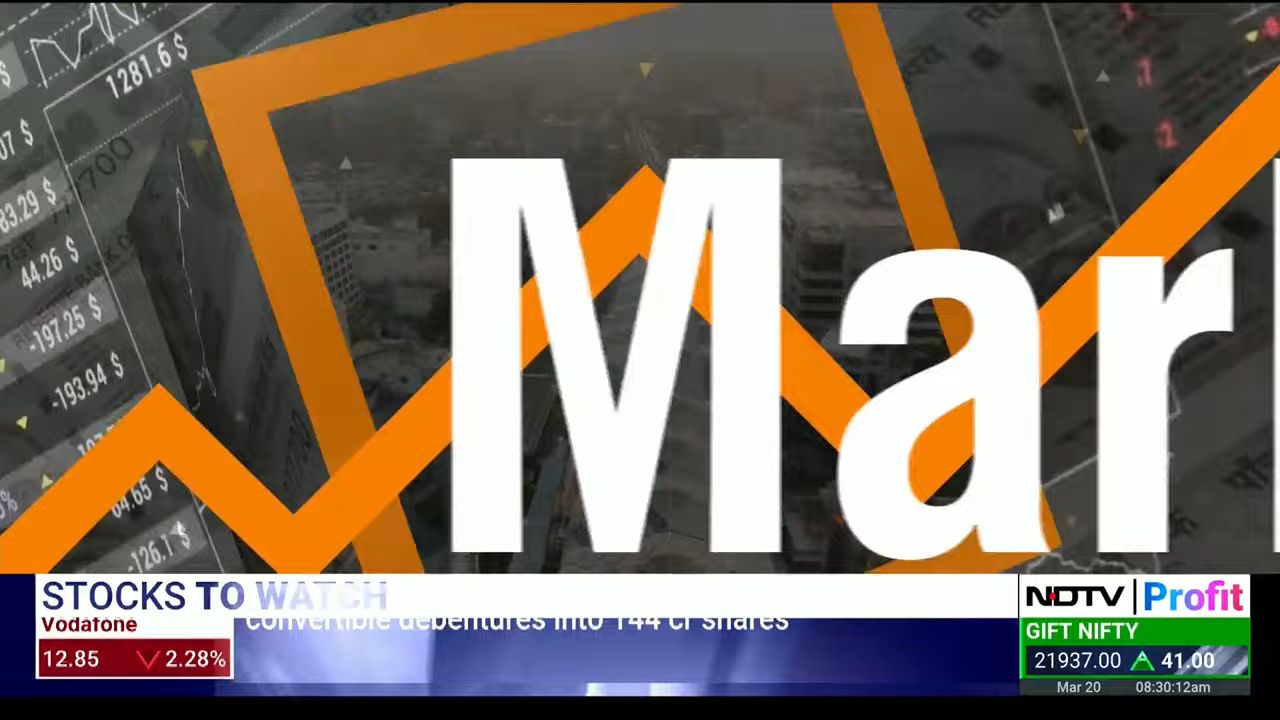 1281.6 $
07 $
83.29 $
44.26 $
-197.25 $
-193.94 $
04.65 $
-126.1 $
Mar
STOCKS TO WATCH
Vodafone
convertible debentures into 144 cr shares
12.85 2.28%
NDTV Profit
GIFT NIFTY
21937.00 41.00
Mar 20 08:30:12am